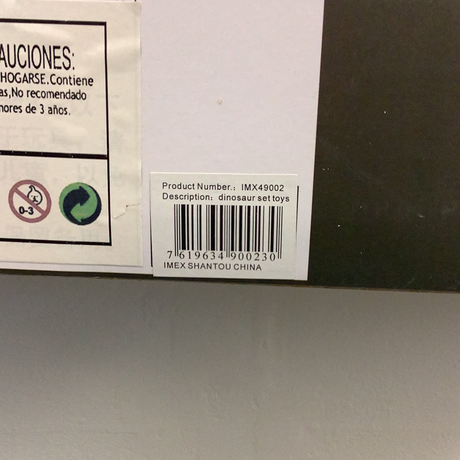 AUCIONES:
HOGARSE.Contiene
as,No recomendado
nores de 3 años.
0-3
Product Number.: IMX49002
Description: dinosaur set toys
7 619634 900230
IMEX SHANTOU CHINA